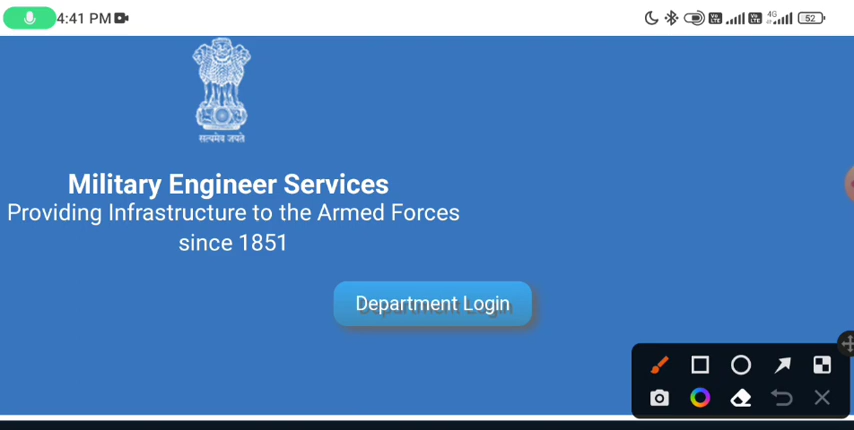 4:41 PM
4G
52
सत्यमेव जयते
Military Engineer Services
Providing Infrastructure to the Armed Forces
since 1851
Department Login